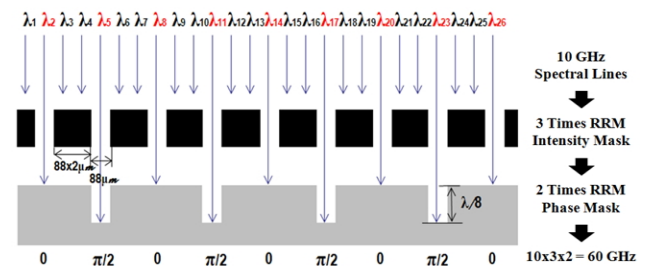 λ1 λ2 λ3 λ4 λ5 λ6 λ7 λ8 λ9 λ10 λ11 λ12 λ13 λ14 λ15 λ16 λ17 λ18 λ19 λ20 λ21 λ22 λ23 λ24 λ25 λ26
10 GHz
Spectral Lines
3 Times RRM
Intensity Mask
88x2μm
88μm
λ/8
2 Times RRM
Phase Mask
0 π/2 0 π/2 0 π/2 0 π/2 0
10x3x2 = 60 GHz